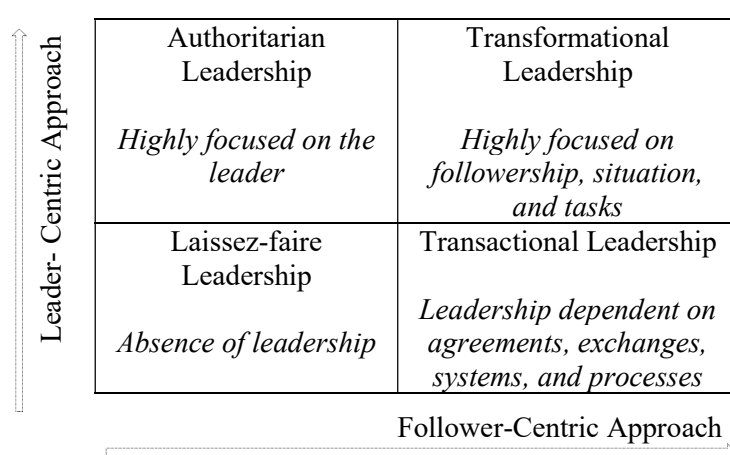 Leader- Centric Approach
Authoritarian
Leadership
Highly focused on the
leader
Transformational
Leadership
Highly focused on
followership, situation,
and tasks
Laissez-faire
Leadership
Absence of leadership
Transactional Leadership
Leadership dependent on
agreements, exchanges,
systems, and processes
Follower-Centric Approach